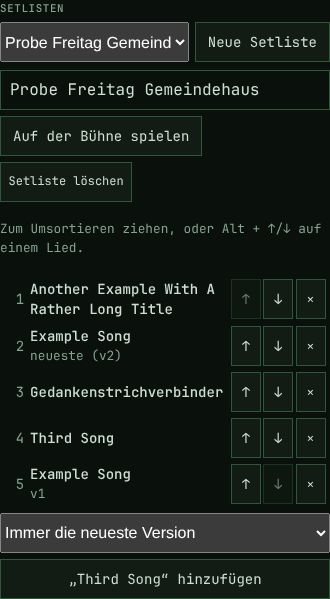 SETLISTEN
Probe Freitag Gemeind
Neue Setliste
Probe Freitag Gemeindehaus
Auf der Bühne spielen
Setliste löschen
Zum Umsortieren ziehen, oder Alt + ↑/↓ auf
einem Lied.
1 Another Example With A ↑ ↓ ×
Rather Long Title
2 Example Song ↑ ↓ ×
neueste (v2)
3 Gedankenstrichverbinder ↑ ↓ ×
4 Third Song ↑ ↓ ×
5 Example Song ↑ ↓ ×
v1
Immer die neueste Version
„Third Song“ hinzufügen